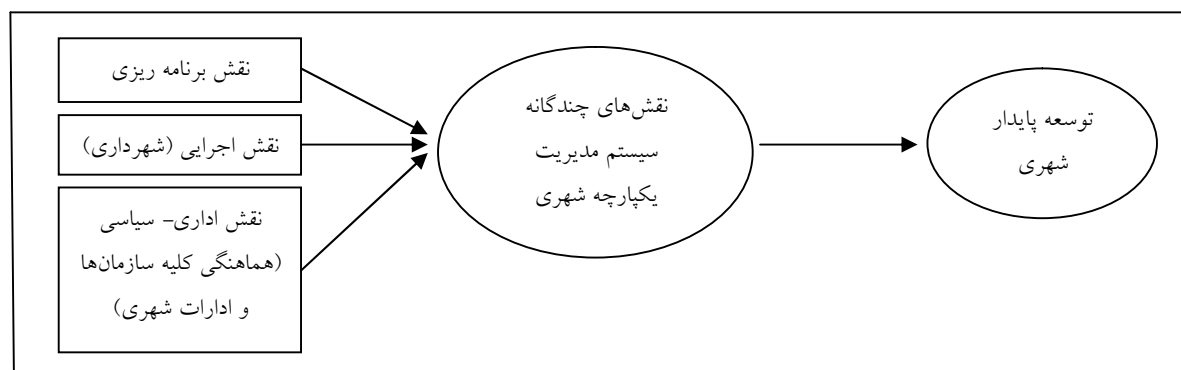 نقش برنامه ریزی
نقش اجرایی (شهرداری)
نقش اداری- سیاسی
(هماهنگی کلیه سازمان‌ها
و ادارات شهری)
نقش‌های چندگانه
سیستم مدیریت
یکپارچه شهری
توسعه پایدار
شهری